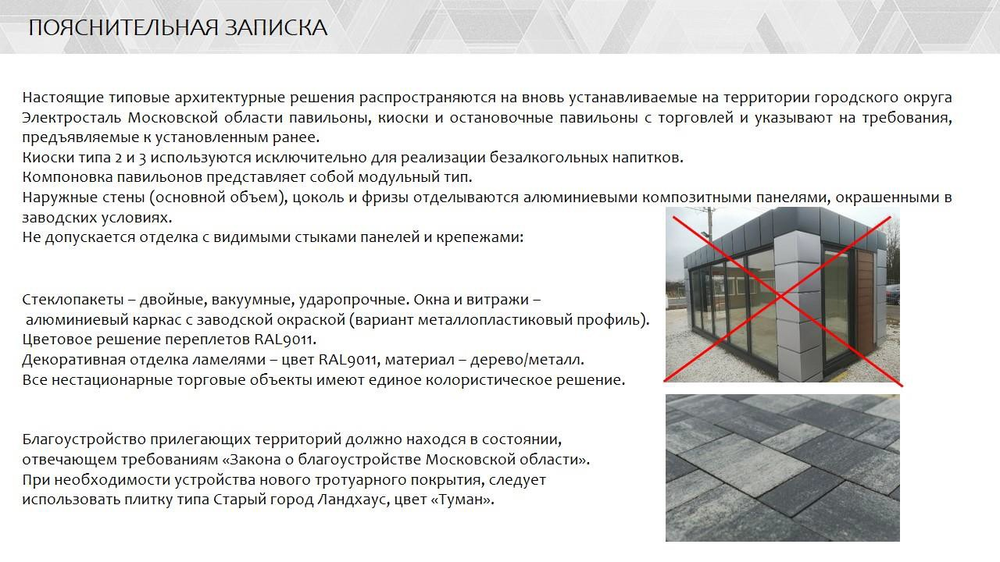 ПОЯСНИТЕЛЬНАЯ ЗАПИСКА
Настоящие типовые архитектурные решения распространяются на вновь устанавливаемые на территории городского округа
Электросталь Московской области павильоны, киоски и остановочные павильоны с торговлей и указывают на требования,
предъявляемые к установленным ранее.
Киоски типа 2 и 3 используются исключительно для реализации безалкогольных напитков.
Компоновка павильонов представляет собой модульный тип.
Наружные стены (основной объем), цоколь и фризы отделываются алюминиевыми композитными панелями, окрашенными в
заводских условиях.
Не допускается отделка с видимыми стыками панелей и крепежами:
Стеклопакеты – двойные, вакуумные, ударопрочные. Окна и витражи –
алюминиевый каркас с заводской окраской (вариант металлопластиковый профиль).
Цветовое решение переплетов RAL9011.
Декоративная отделка ламелями – цвет RAL9011, материал – дерево/металл.
Все нестационарные торговые объекты имеют единое колористическое решение.
Благоустройство прилегающих территорий должно находся в состоянии,
отвечающем требованиям «Закона о благоустройстве Московской области».
При необходимости устройства нового тротуарного покрытия, следует
использовать плитку типа Старый город Ландхаус, цвет «Туман».